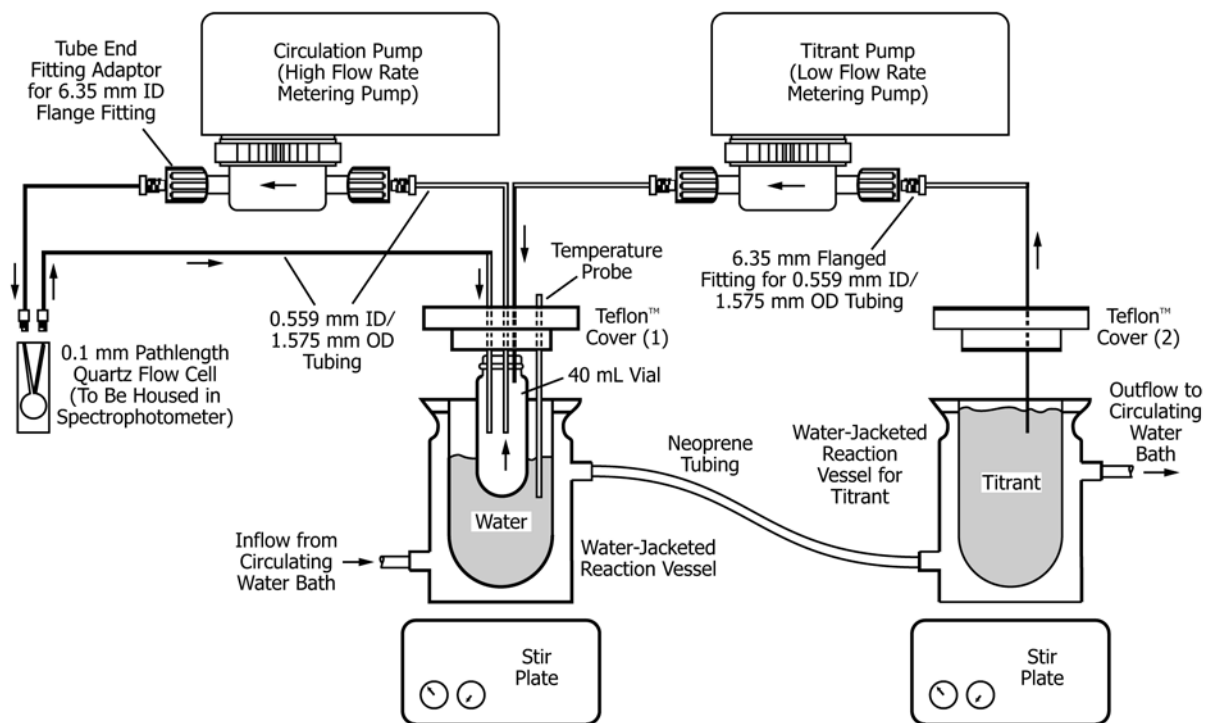 Tube End
Fitting Adaptor
for 6.35 mm ID
Flange Fitting
Circulation Pump
(High Flow Rate
Metering Pump)
Titrant Pump
(Low Flow Rate
Metering Pump)
Temperature
Probe
6.35 mm Flanged
Fitting for 0.559 mm ID/
1.575 mm OD Tubing
0.559 mm ID/
1.575 mm OD
Tubing
Teflon™
Cover (1)
Teflon™
Cover (2)
0.1 mm Pathlength
Quartz Flow Cell
(To Be Housed in
Spectrophotometer)
40 mL Vial
Outflow to
Circulating
Water
Bath
Neoprene
Tubing
Water-Jacketed
Reaction
Vessel for
Titrant
Titrant
Water
Inflow from
Circulating
Water Bath
Water-Jacketed
Reaction Vessel
Stir
Plate
Stir
Plate